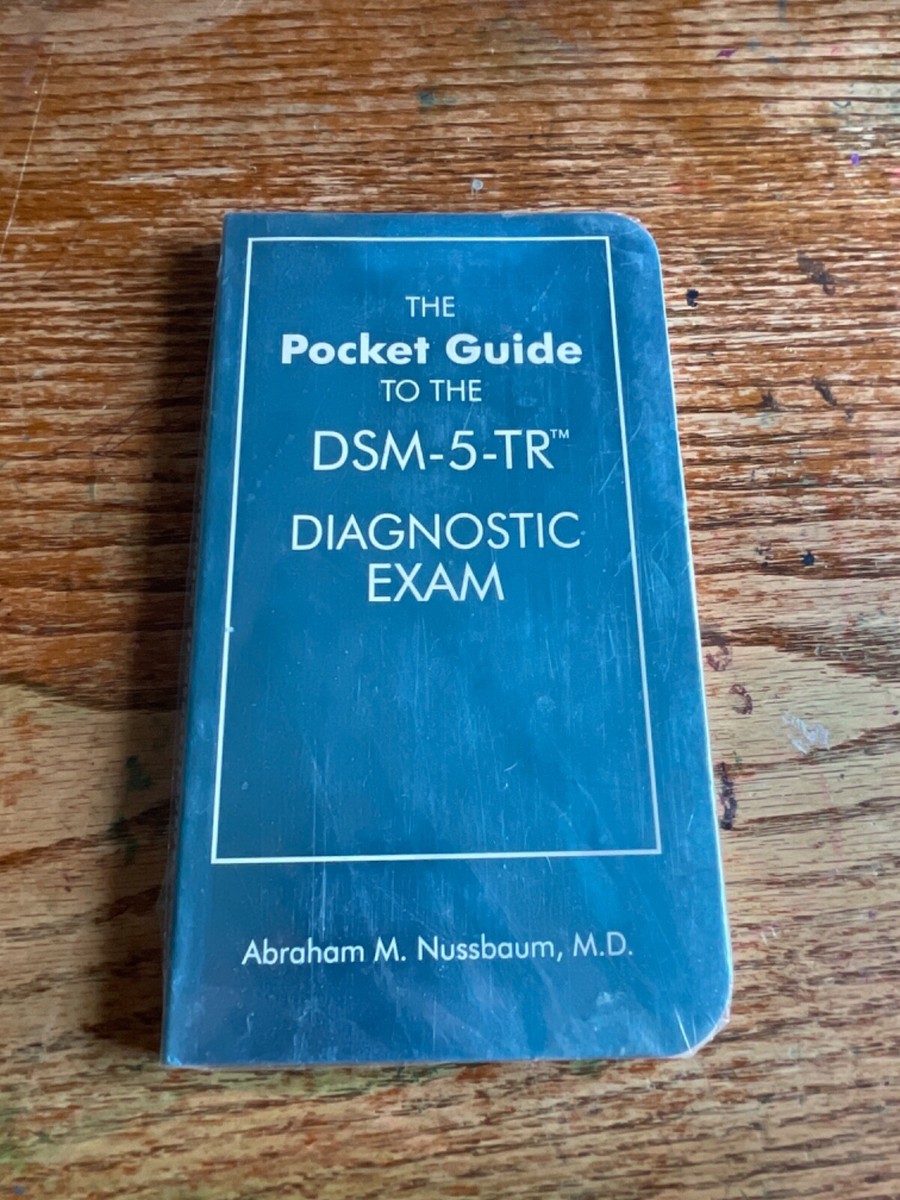 THE
Pocket Guide
TO THE
DSM-5-TR™
DIAGNOSTIC
EXAM
Abraham M. Nussbaum, M.D.